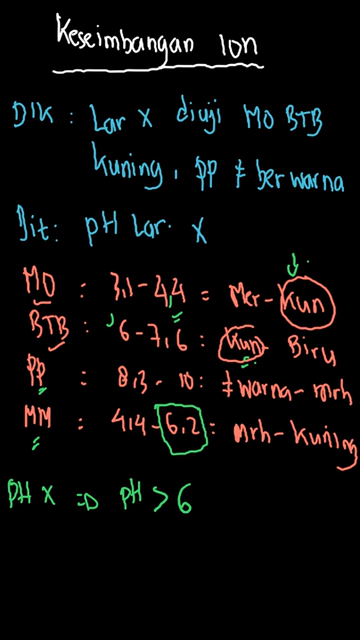 Keseimbangan Ion
Dik : Lar X diuji MO BTB
kuning, PP ≠ berwarna
Dit : pH Lar. X
MO : 3,1 - 4,4 = Mer - Kun
BTB : 6 - 7,6 : Kun - Biru
PP : 8,3 - 10 : ≠ warna - mrh
MM : 4,4 - 6,2 = mrh - kuning
PH X => pH > 6